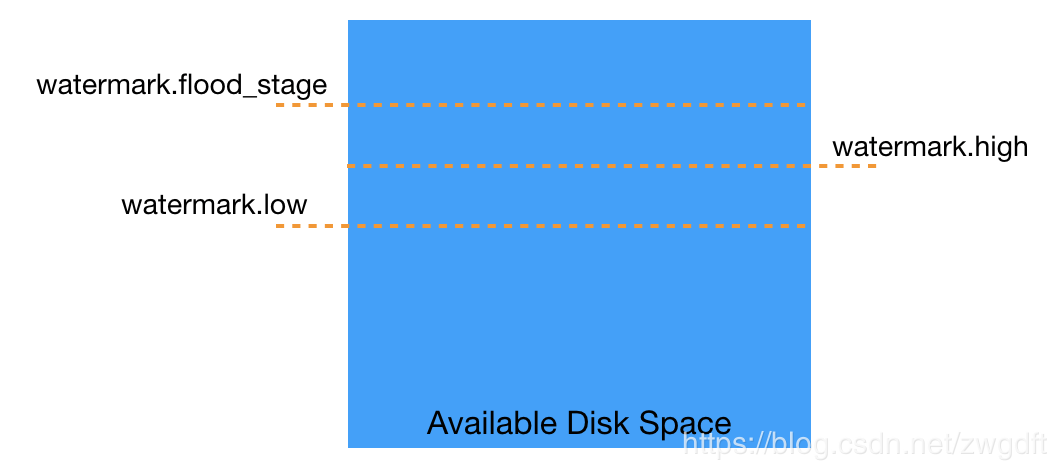 watermark.flood_stage
watermark.high
watermark.low
Available Disk Space
https://blog.csdn.net/zwgdft